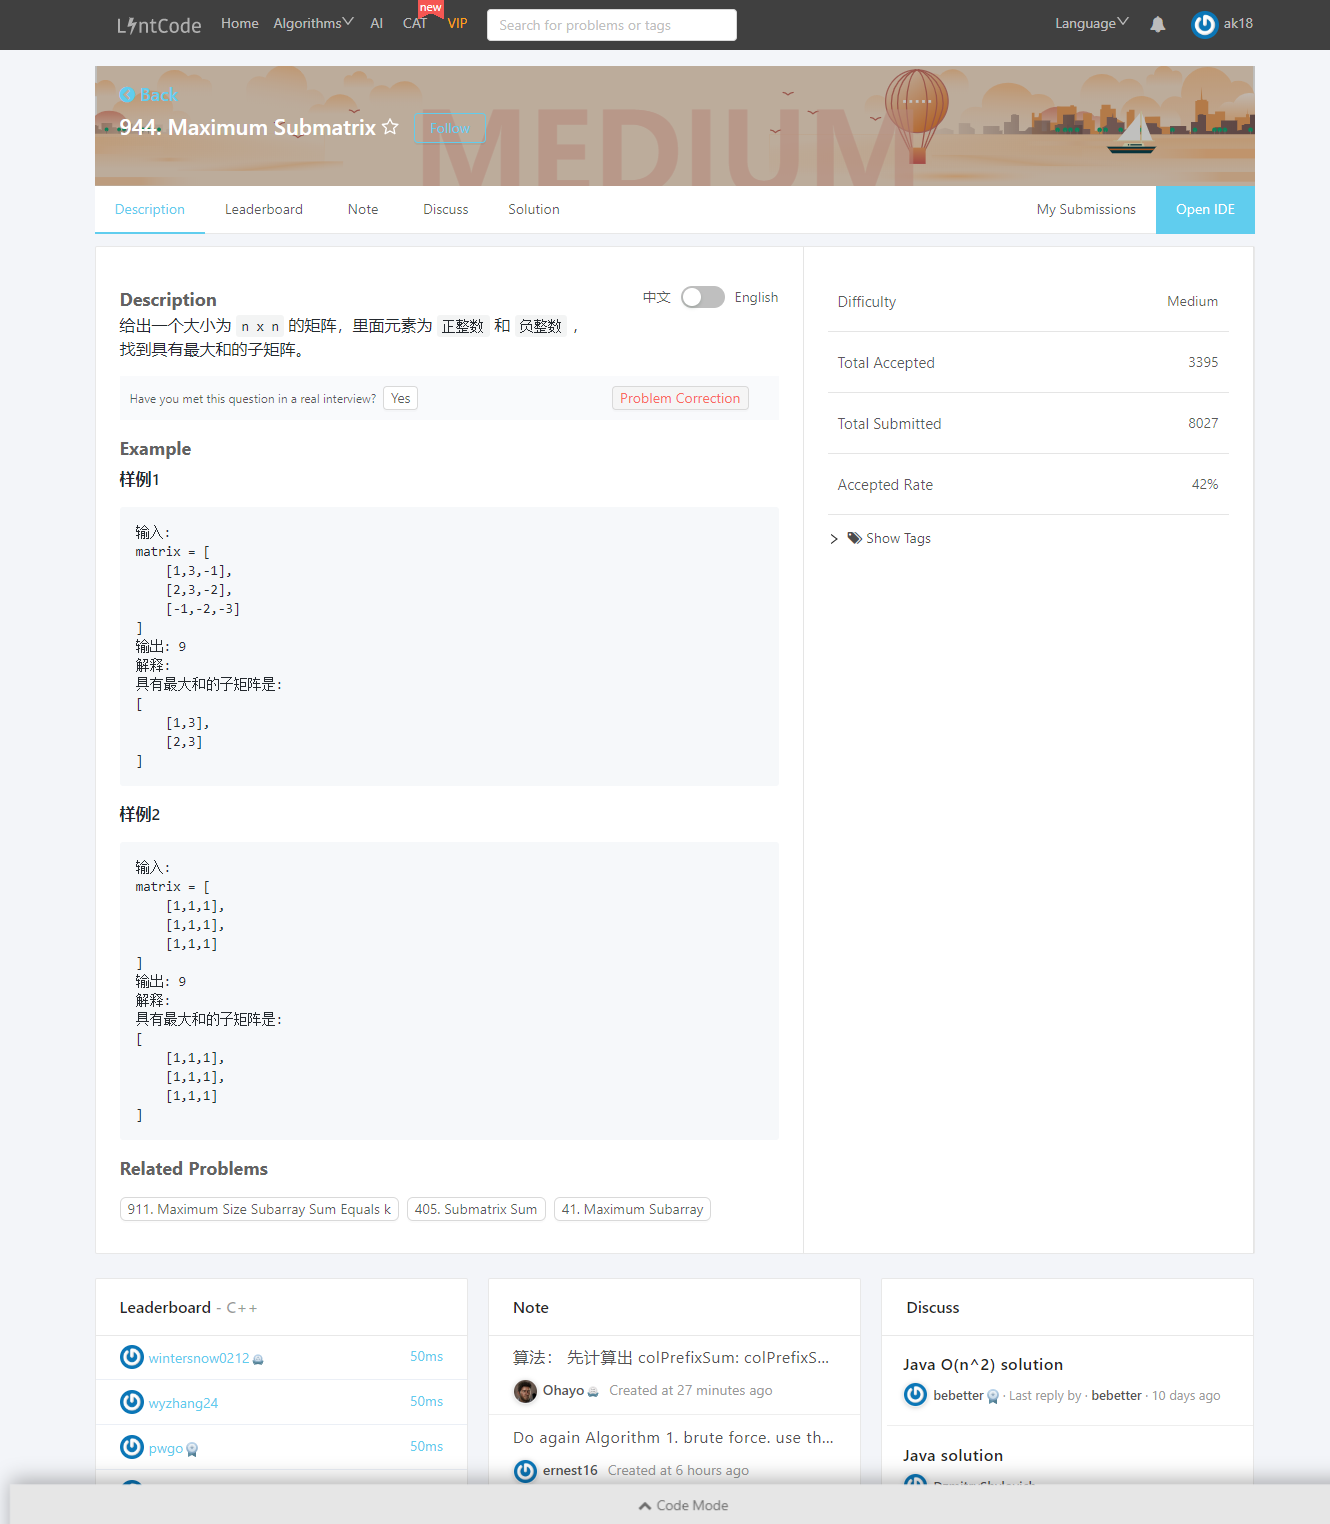 LintCode Home Algorithms AI CAT new VIP Search for problems or tags Language ak18
Back
944. Maximum Submatrix Follow
MEDIUM
Description Leaderboard Note Discuss Solution My Submissions Open IDE
Description 中文 English
给出一个大小为 n x n 的矩阵，里面元素为 正整数 和 负整数 ，
找到具有最大和的子矩阵。
Have you met this question in a real interview? Yes Problem Correction
Example
样例1
输入:
matrix = [
[1,3,-1],
[2,3,-2],
[-1,-2,-3]
]
输出: 9
解释:
具有最大和的子矩阵是:
[
[1,3],
[2,3]
]
样例2
输入:
matrix = [
[1,1,1],
[1,1,1],
[1,1,1]
]
输出: 9
解释:
具有最大和的子矩阵是:
[
[1,1,1],
[1,1,1],
[1,1,1]
]
Related Problems
911. Maximum Size Subarray Sum Equals k 405. Submatrix Sum 41. Maximum Subarray
Difficulty Medium
Total Accepted 3395
Total Submitted 8027
Accepted Rate 42%
Show Tags
Leaderboard - C++
wintersnow0212 50ms
wyzhang24 50ms
pwgo 50ms
Note
算法： 先计算出 colPrefixSum: colPrefixS...
Ohayo Created at 27 minutes ago
Do again Algorithm 1. brute force. use th...
ernest16 Created at 6 hours ago
Discuss
Java O(n^2) solution
bebetter · Last reply by · bebetter · 10 days ago
Java solution
Code Mode